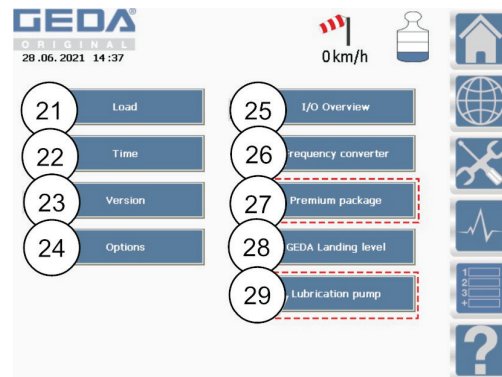 GEDA®
ORIGINAL
28.06.2021 14:37
0km/h
21 Load
25 I/O Overview
22 Time
26 requency converter
23 Version
27 Premium package
24 Options
28 GEDA Landing level
29 Lubrication pump
1
2
3
+
?